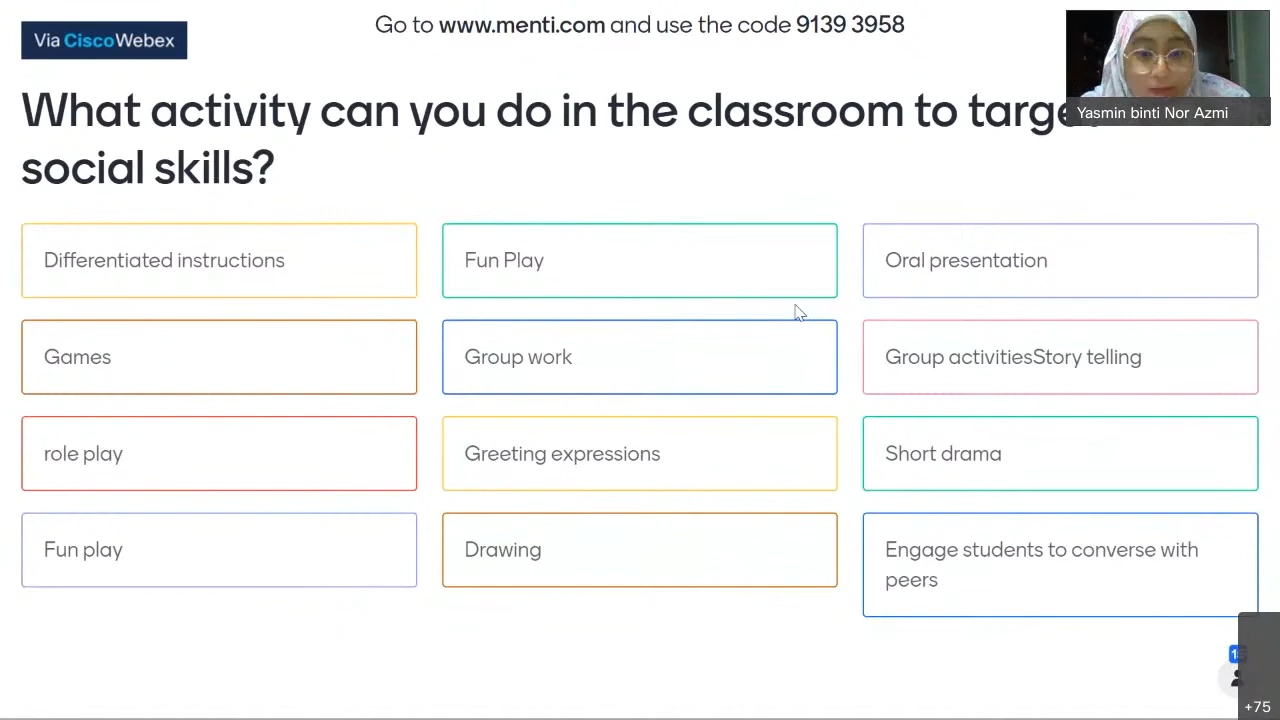 Via CiscoWebex
Go to www.menti.com and use the code 9139 3958
Yasmin binti Nor Azmi
What activity can you do in the classroom to
social skills?
Differentiated instructions
Fun Play
Oral presentation
Games
Group work
Group activitiesStory telling
role play
Greeting expressions
Short drama
Fun play
Drawing
Engage students to converse with
peers
+75